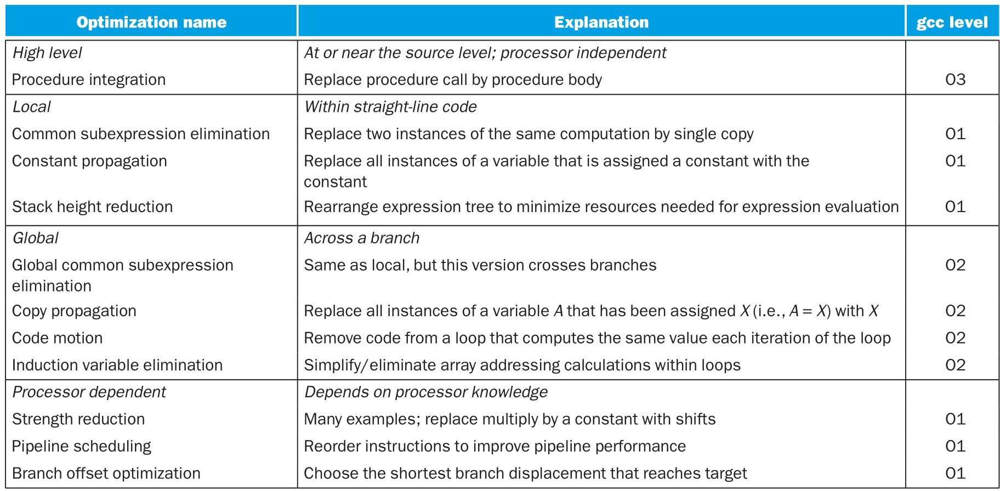 Optimization name Explanation gcc level
High level At or near the source level; processor independent
Procedure integration Replace procedure call by procedure body O3
Local Within straight-line code
Common subexpression elimination Replace two instances of the same computation by single copy O1
Constant propagation Replace all instances of a variable that is assigned a constant with the O1
constant
Stack height reduction Rearrange expression tree to minimize resources needed for expression evaluation O1
Global Across a branch
Global common subexpression Same as local, but this version crosses branches O2
elimination
Copy propagation Replace all instances of a variable A that has been assigned X (i.e., A = X) with X O2
Code motion Remove code from a loop that computes the same value each iteration of the loop O2
Induction variable elimination Simplify/eliminate array addressing calculations within loops O2
Processor dependent Depends on processor knowledge
Strength reduction Many examples; replace multiply by a constant with shifts O1
Pipeline scheduling Reorder instructions to improve pipeline performance O1
Branch offset optimization Choose the shortest branch displacement that reaches target O1